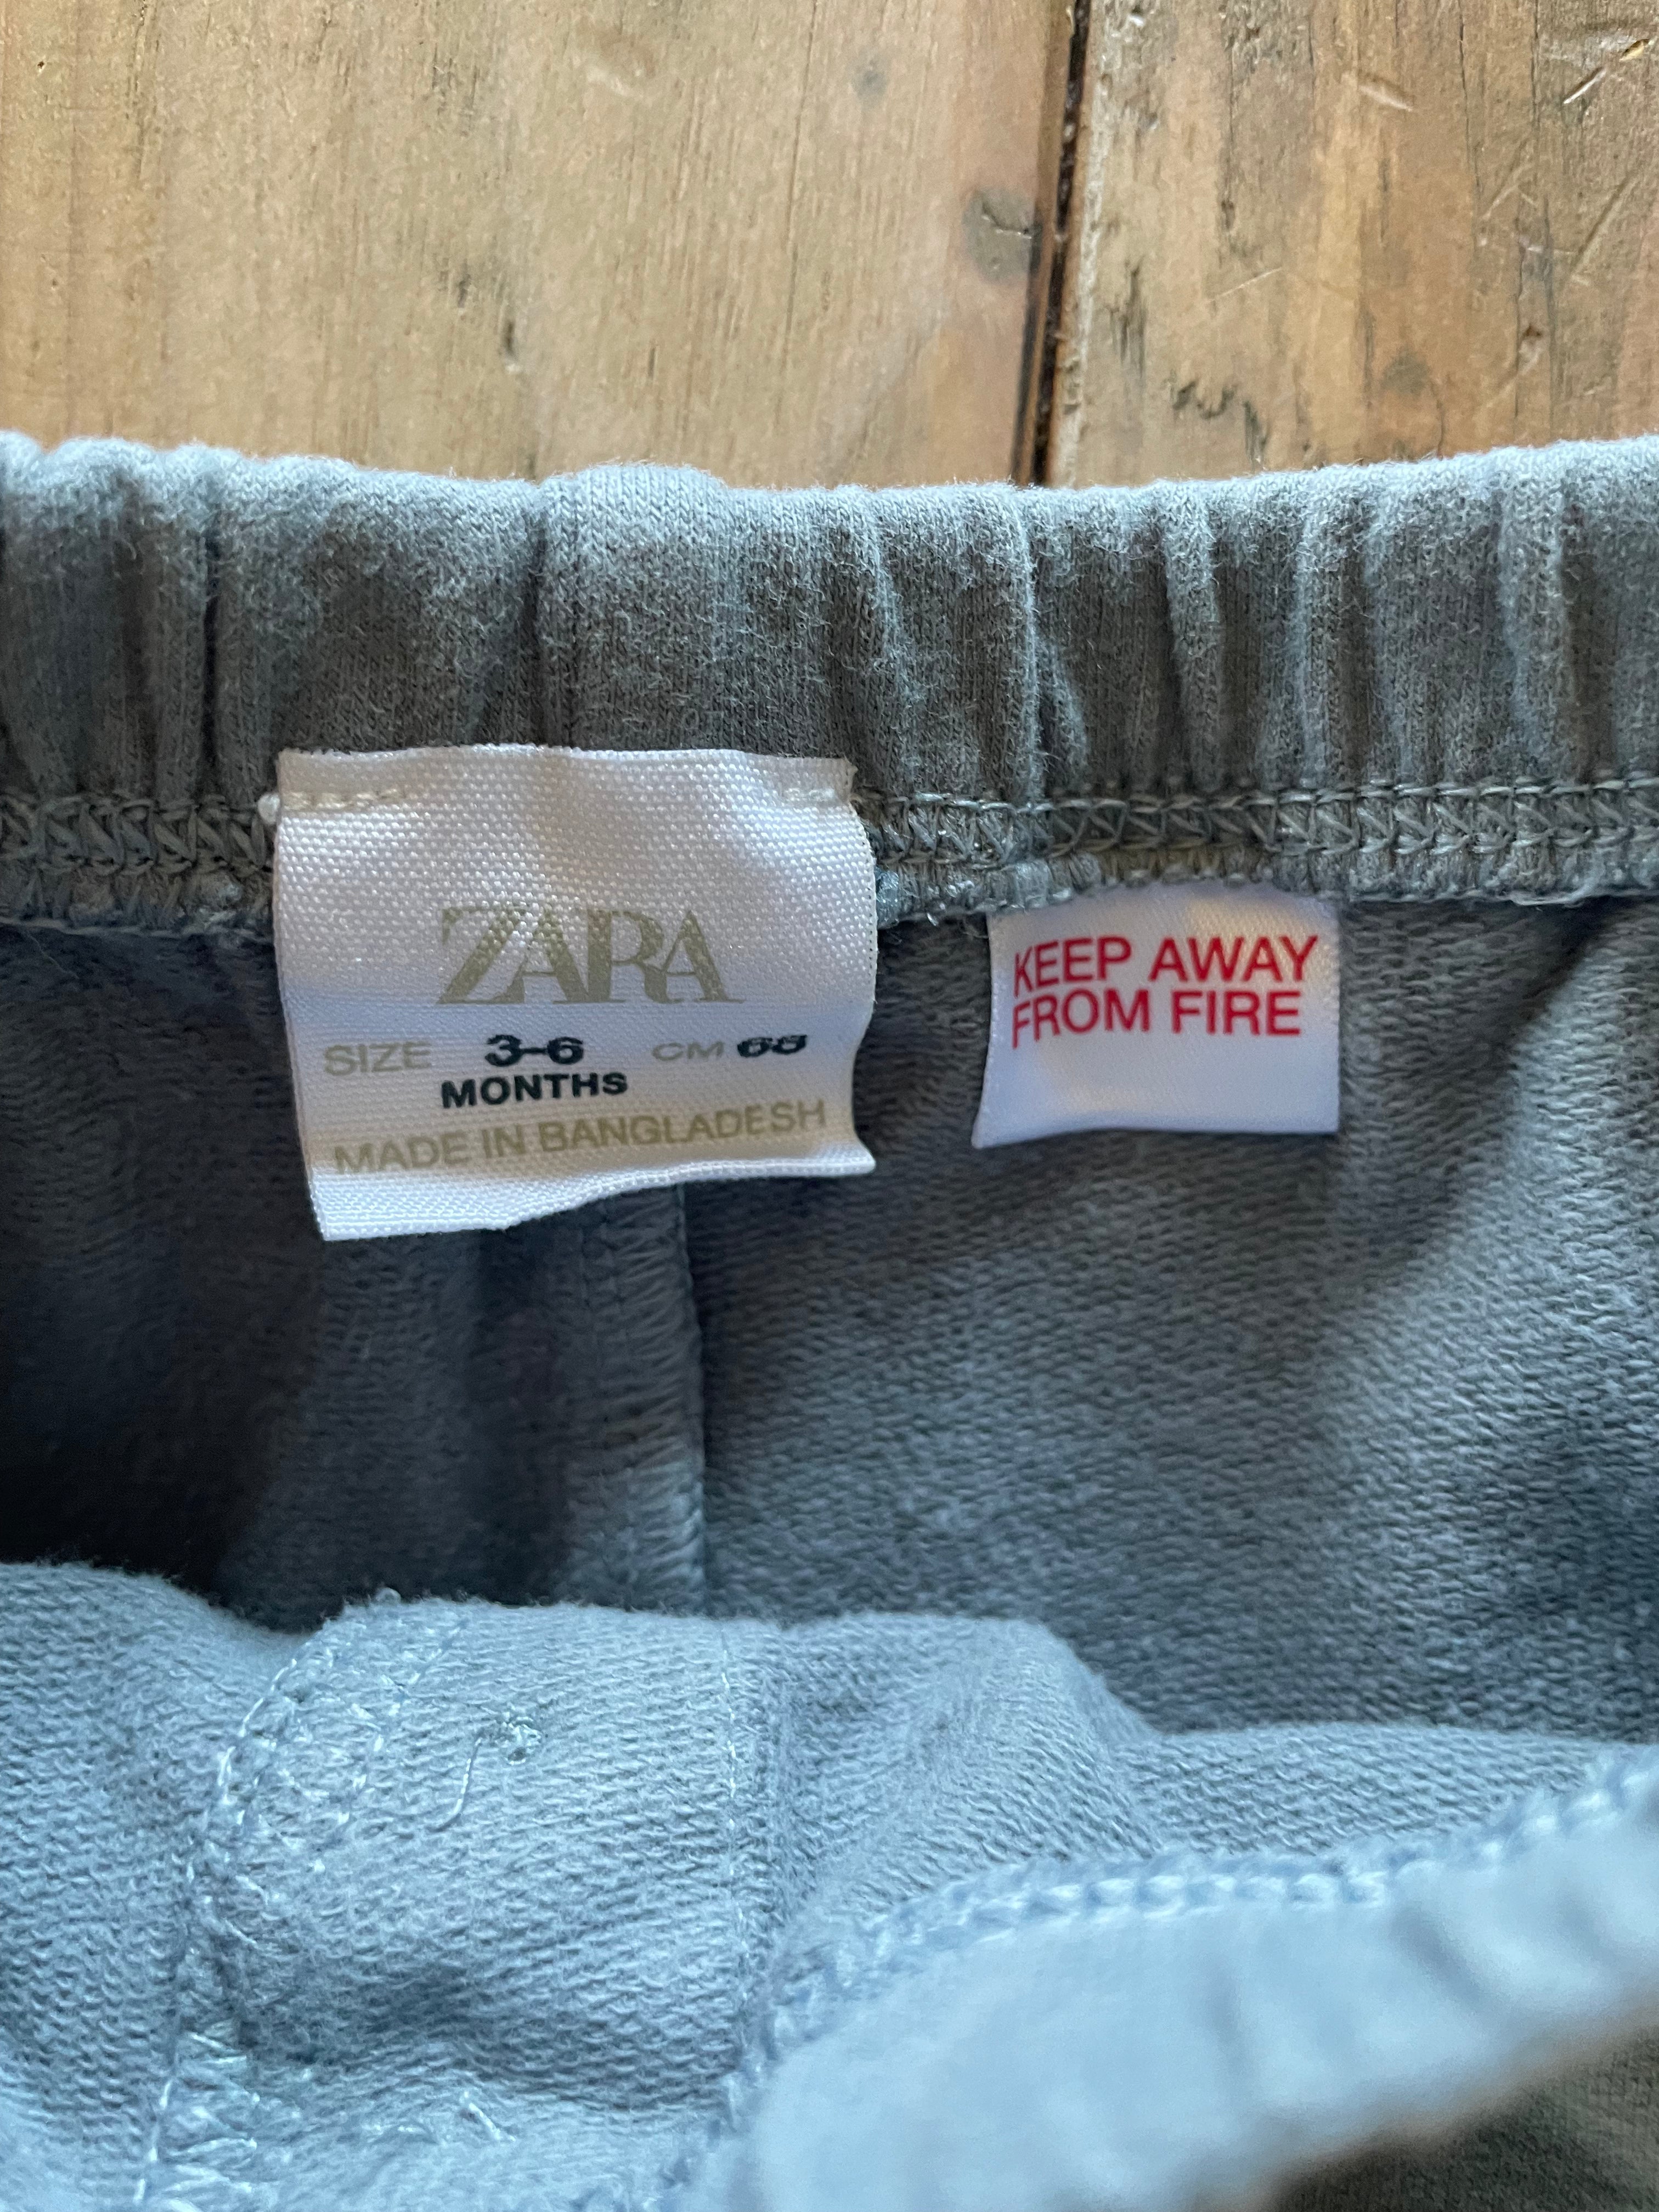 ZARA
SIZE 3-6 CM 68
MONTHS
MADE IN BANGLADESH
KEEP AWAY
FROM FIRE